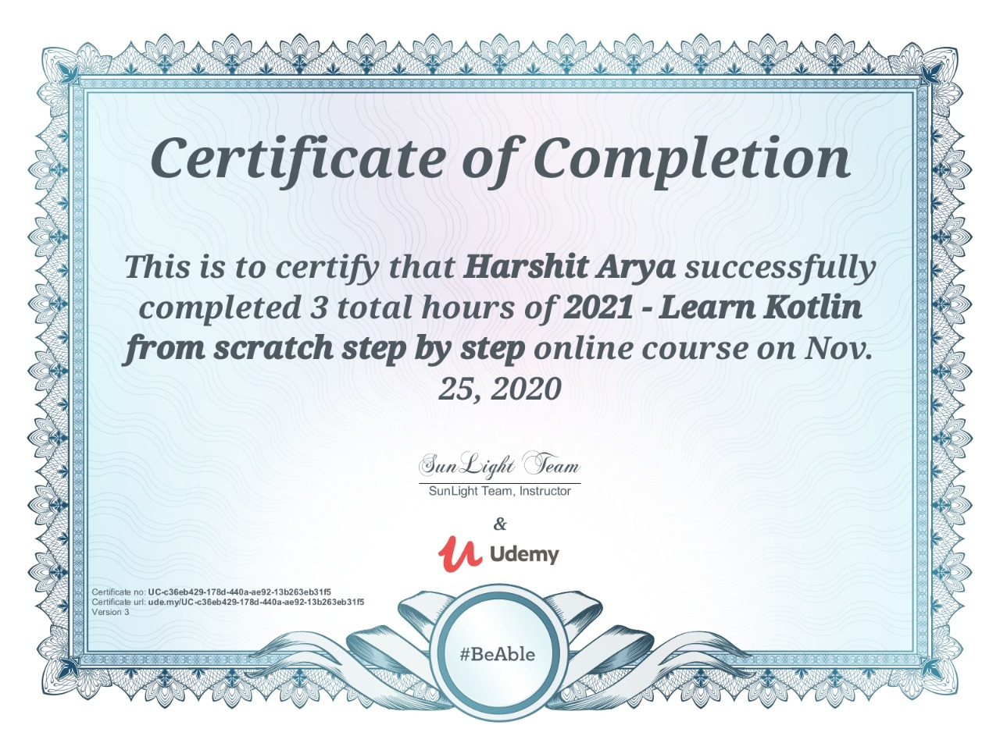 Certificate of Completion
This is to certify that Harshit Arya successfully
completed 3 total hours of 2021 - Learn Kotlin
from scratch step by step online course on Nov.
25, 2020
SunLight Team
SunLight Team, Instructor
&
Udemy
Certificate no: UC-c36eb429-178d-440a-ae92-13b263eb31f5
Certificate url: ude.my/UC-c36eb429-178d-440a-ae92-13b263eb31f5
Version 3
#BeAble